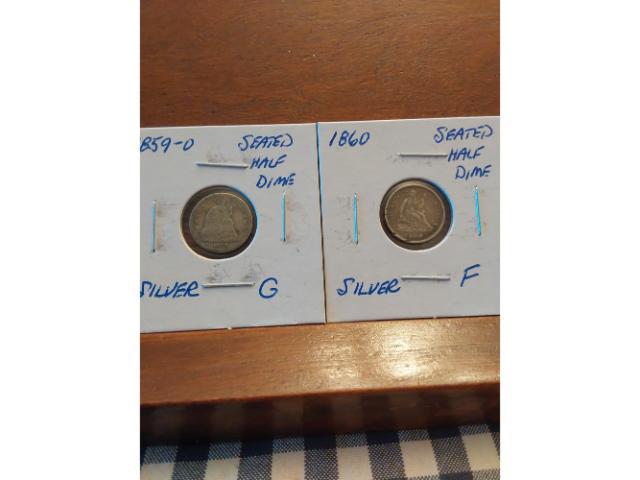 859-O SEATED
HALF
DIME
SILVER G
1860 SEATED
HALF
DIME
SILVER F